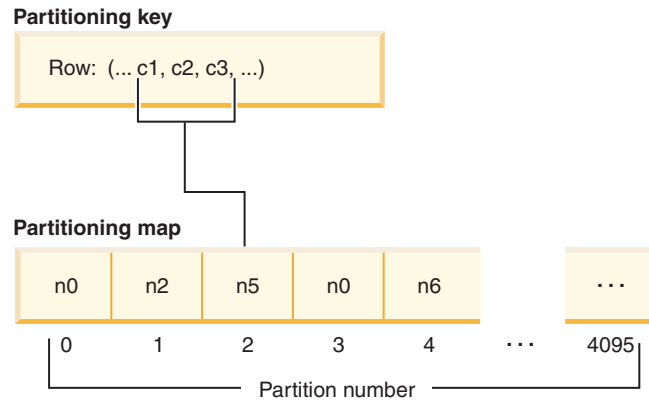 Partitioning key
Row: (... c1, c2, c3, ...)
Partitioning map
n0 n2 n5 n0 n6 ...
0 1 2 3 4 ... 4095
Partition number